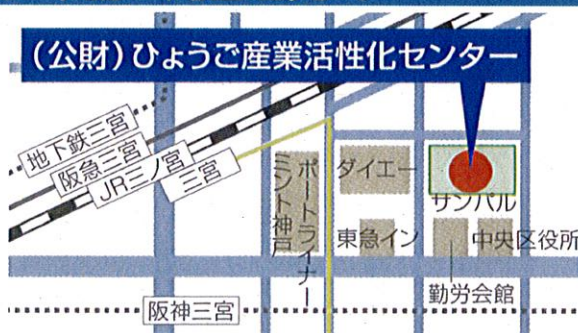 (公財)ひょうご産業活性化センター
地下鉄三宮
阪急三宮
JR三ノ宮
三宮
ミント神戸
ポートライナー
ダイエー
サンパル
東急イン
中央区役所
勤労会館
阪神三宮